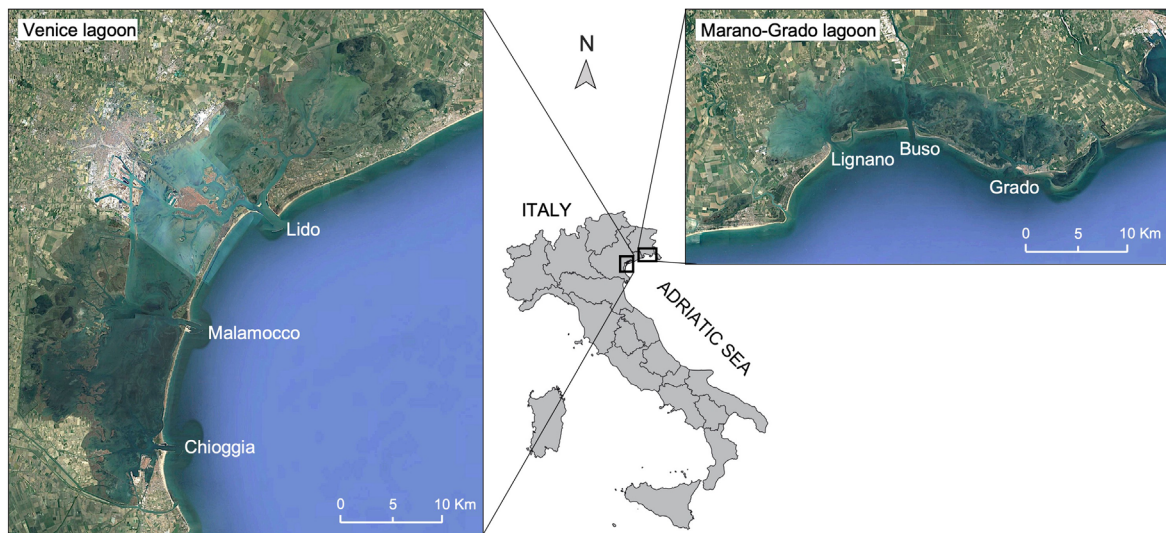 Venice lagoon
Lido
Malamocco
Chioggia
0 5 10 Km
N
ITALY
ADRIATIC SEA
Marano-Grado lagoon
Lignano
Buso
Grado
0 5 10 Km